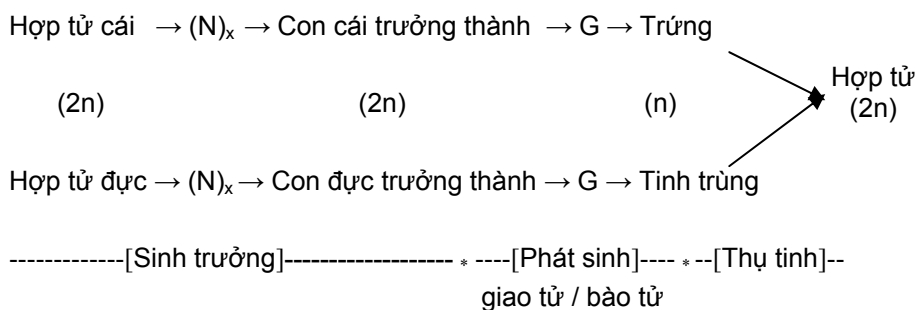 Hợp tử cái → (N)x → Con cái trưởng thành → G → Trứng
Hợp tử
(2n) (2n) (n) (2n)
Hợp tử đực → (N)x → Con đực trưởng thành → G → Tinh trùng
-------------[Sinh trưởng]------------------- * ----[Phát sinh]---- * --[Thụ tinh]--
giao tử / bào tử